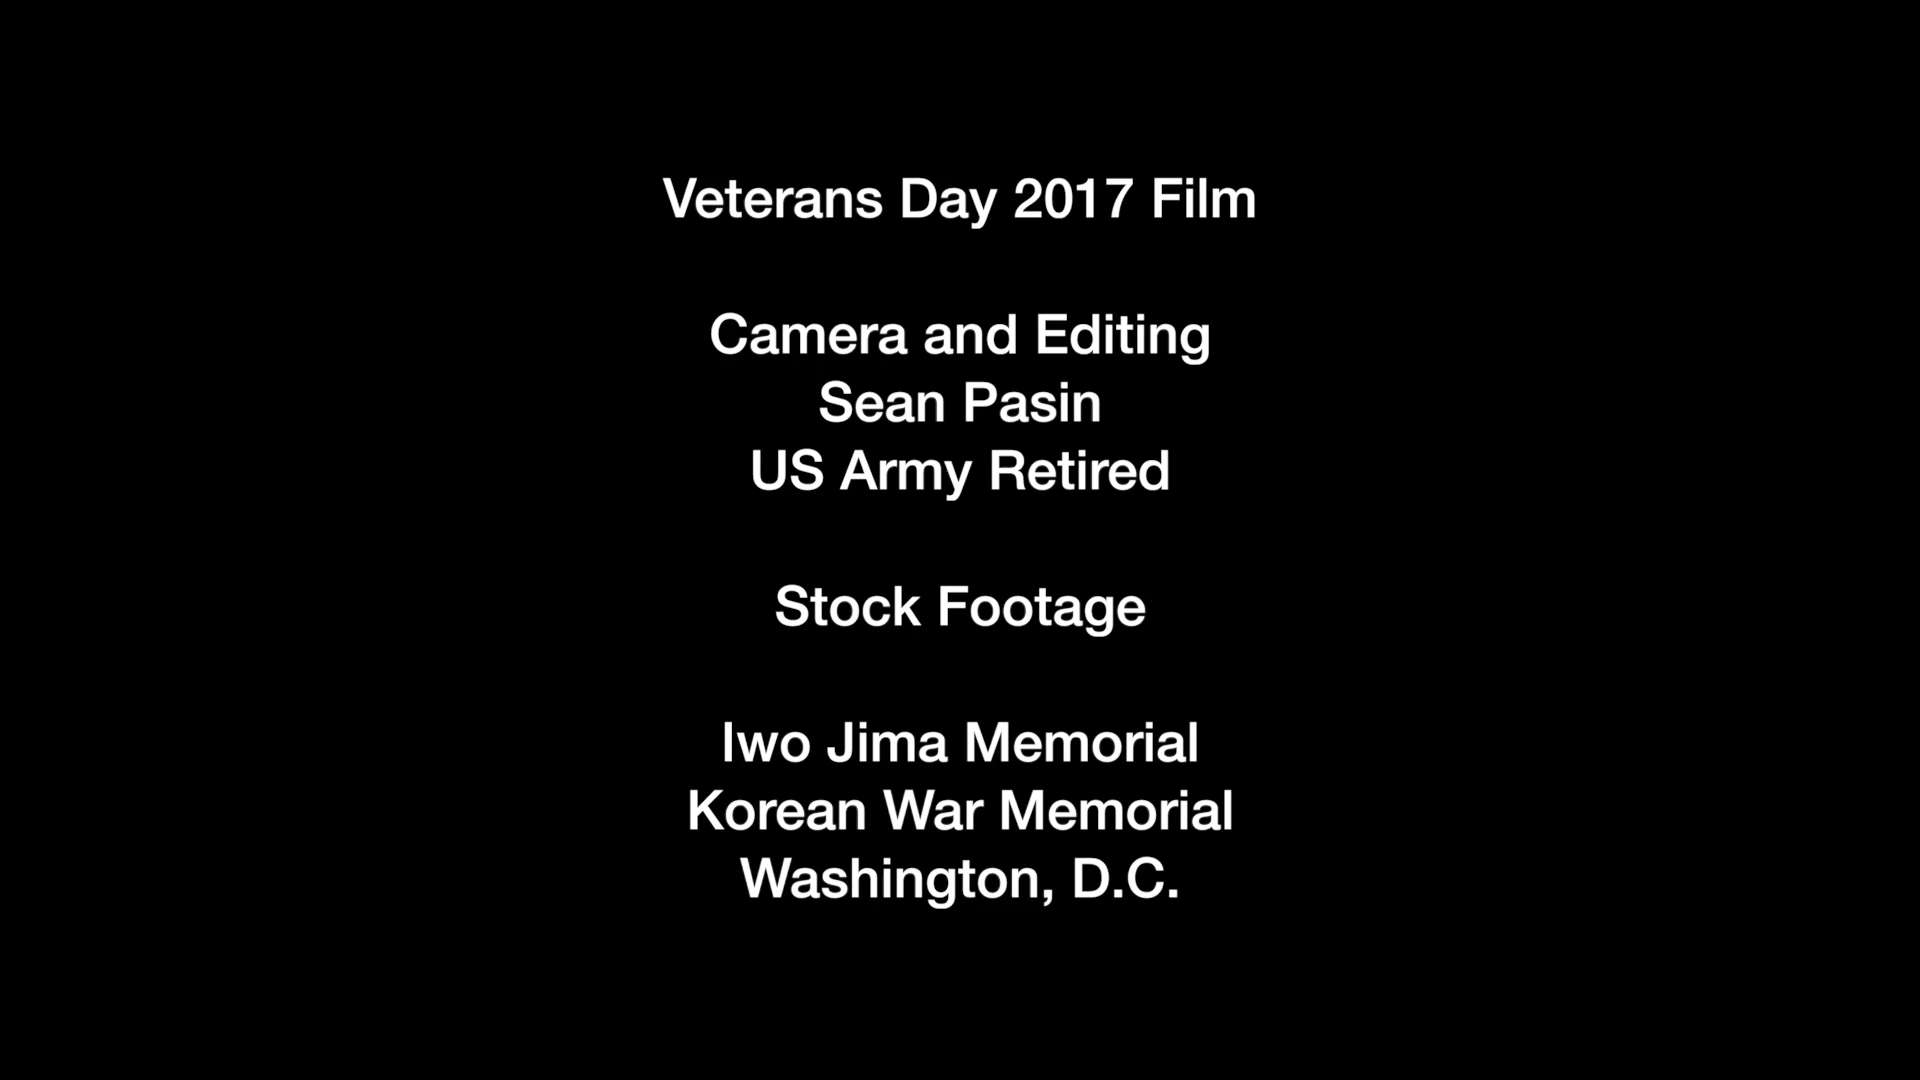 Veterans Day 2017 Film
Camera and Editing
Sean Pasin
US Army Retired
Stock Footage
Iwo Jima Memorial
Korean War Memorial
Washington, D.C.